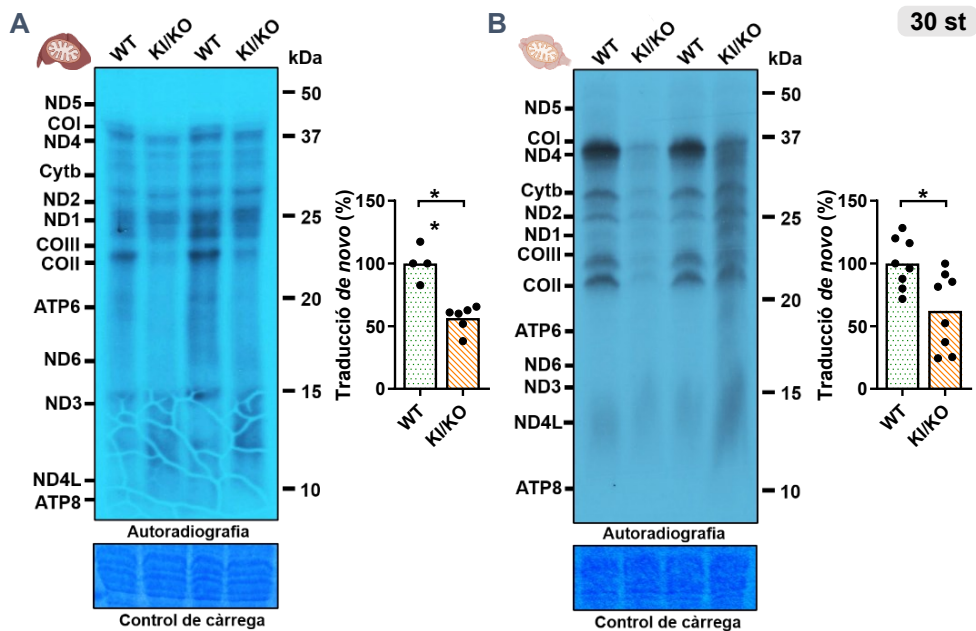 A
WT
KI/KO
WT
KI/KO
kDa
ND5
COI
ND4
Cytb
ND2
ND1
COIII
COII
ATP6
ND6
ND3
ND4L
ATP8
50
37
25
20
15
10
Autoradiografia
Control de càrrega
Traducció de novo (%)
150
100
50
0
*
*
WT
KI/KO
B
30 st
WT
KI/KO
WT
KI/KO
kDa
ND5
COI
ND4
Cytb
ND2
ND1
COIII
COII
ATP6
ND6
ND3
ND4L
ATP8
50
37
25
20
15
10
Autoradiografia
Control de càrrega
Traducció de novo (%)
150
100
50
0
*
WT
KI/KO